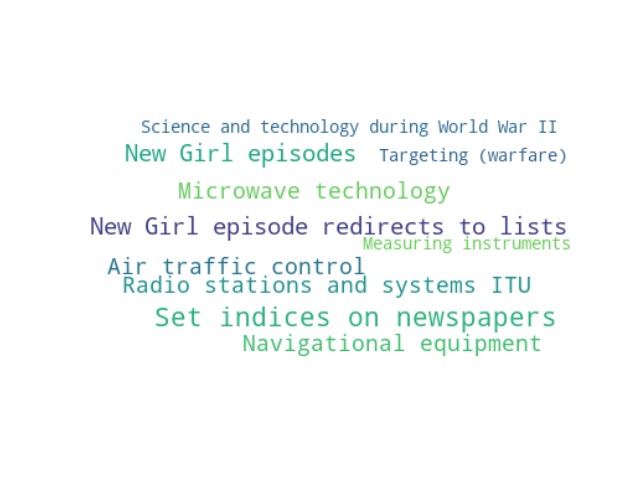 Science and technology during World War II
New Girl episodes Targeting (warfare)
Microwave technology
New Girl episode redirects to lists
Measuring instruments
Air traffic control
Radio stations and systems ITU
Set indices on newspapers
Navigational equipment